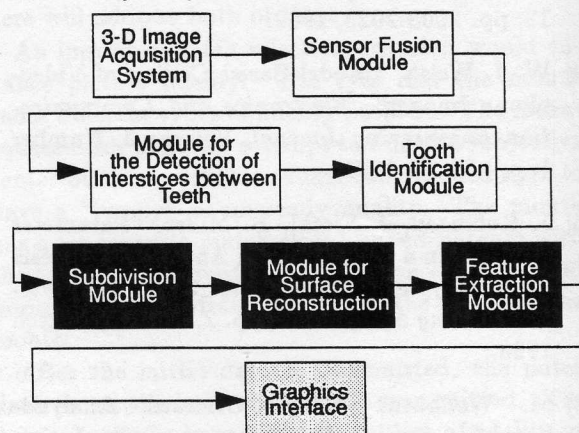 3-D Image
Acquisition
System
Sensor Fusion
Module
Module for
the Detection of
Interstices between
Teeth
Tooth
Identification
Module
Subdivision
Module
Module for
Surface
Reconstruction
Feature
Extraction
Module
Graphics
Interface